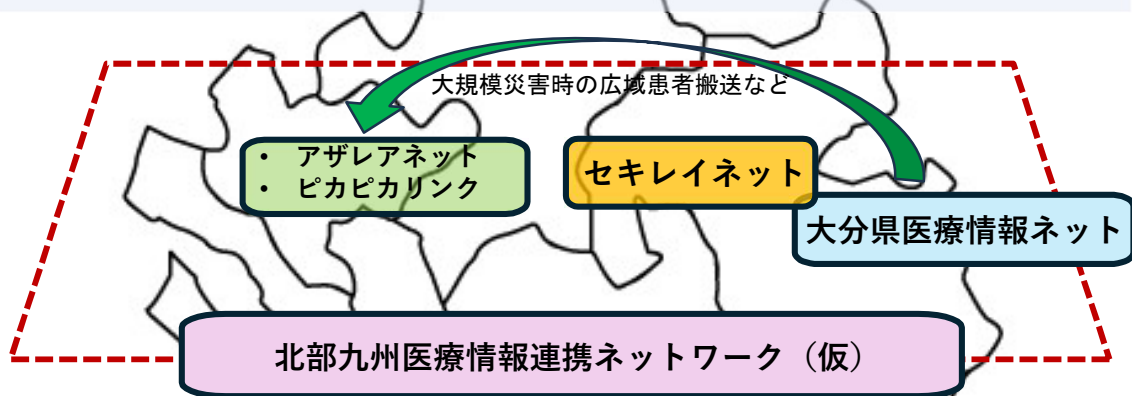 大規模災害時の広域患者搬送など
• アザレアネット
• ピカピカリンク
セキレイネット
大分県医療情報ネット
北部九州医療情報連携ネットワーク（仮）